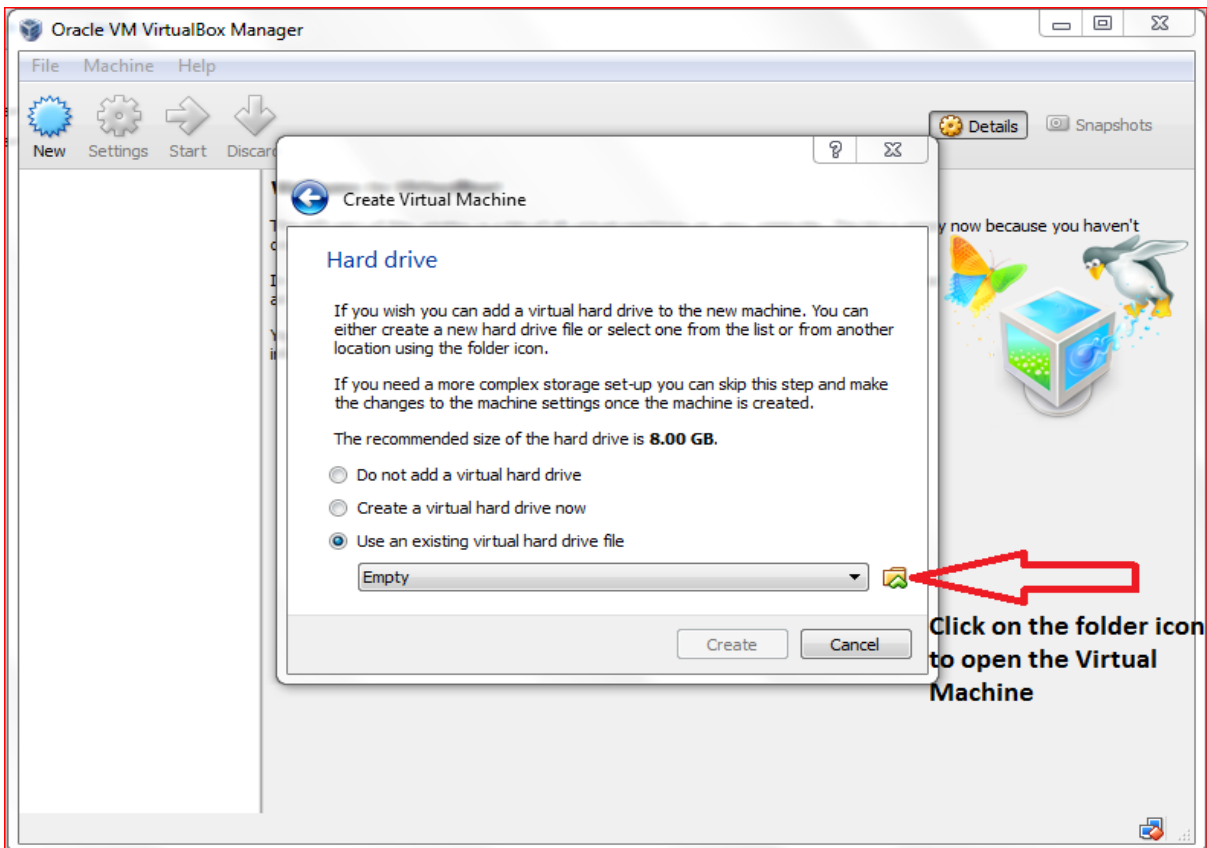 Oracle VM VirtualBox Manager
File Machine Help
New Settings Start Discard
Details Snapshots
Create Virtual Machine
y now because you haven't
Hard drive
If you wish you can add a virtual hard drive to the new machine. You can
either create a new hard drive file or select one from the list or from another
location using the folder icon.
If you need a more complex storage set-up you can skip this step and make
the changes to the machine settings once the machine is created.
The recommended size of the hard drive is 8.00 GB.
Do not add a virtual hard drive
Create a virtual hard drive now
Use an existing virtual hard drive file
Empty
Create Cancel
Click on the folder icon
to open the Virtual
Machine